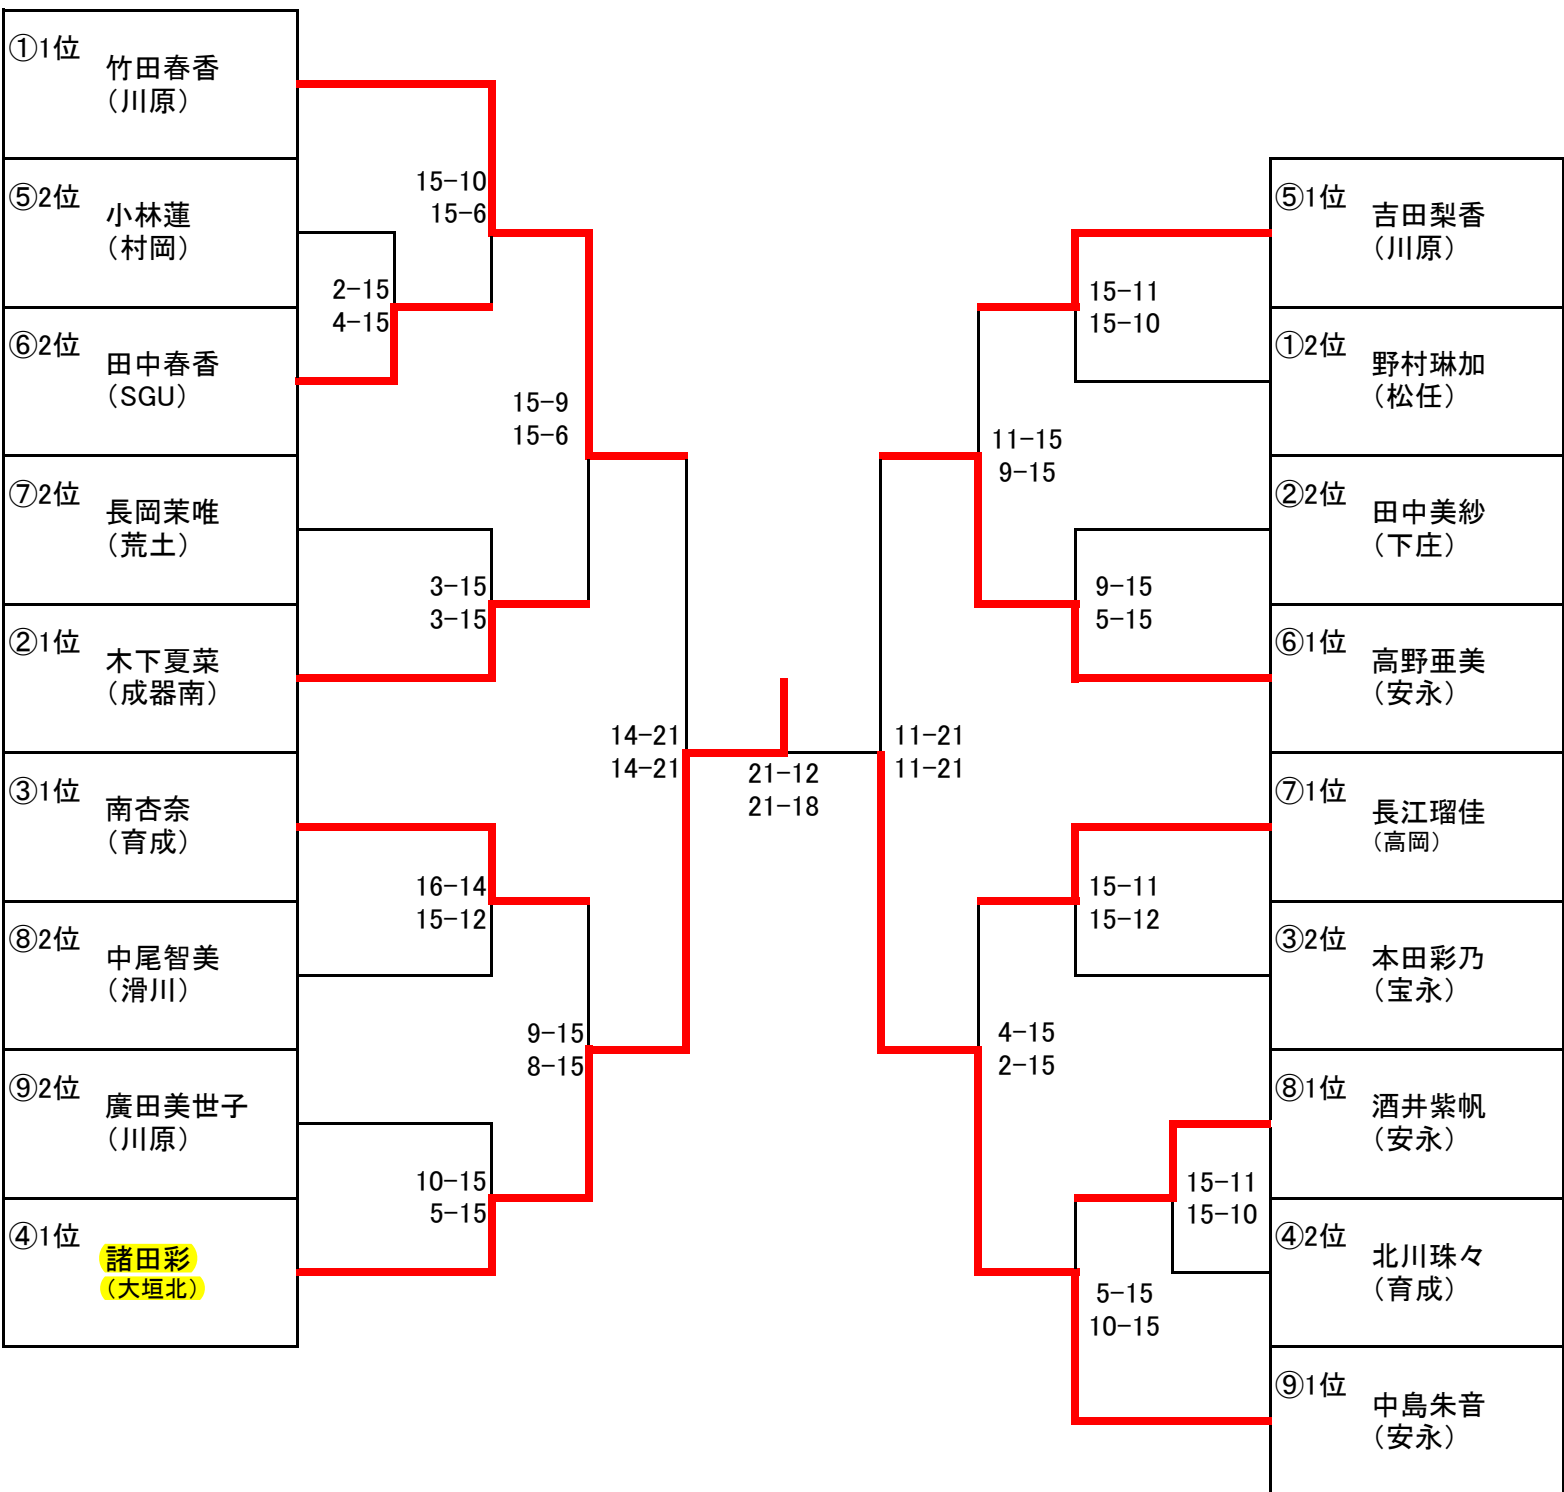 ①1位
竹田春香
（川原）
⑤2位
小林蓮
（村岡）
⑥2位
田中春香
（SGU）
⑦2位
長岡茉唯
（荒土）
②1位
木下夏菜
（成器南）
③1位
南杏奈
（育成）
⑧2位
中尾智美
（滑川）
⑨2位
廣田美世子
（川原）
④1位
諸田彩
（大垣北）
15-10
15-6
2-15
4-15
15-9
15-6
3-15
3-15
14-21
14-21
16-14
15-12
9-15
8-15
10-15
5-15
21-12
21-18
11-21
11-21
15-11
15-10
11-15
9-15
9-15
5-15
15-11
15-12
4-15
2-15
15-11
15-10
5-15
10-15
⑤1位
吉田梨香
（川原）
①2位
野村琳加
（松任）
②2位
田中美紗
（下庄）
⑥1位
高野亜美
（安永）
⑦1位
長江瑠佳
（高岡）
③2位
本田彩乃
（宝永）
⑧1位
酒井紫帆
（安永）
④2位
北川珠々
（育成）
⑨1位
中島朱音
（安永）